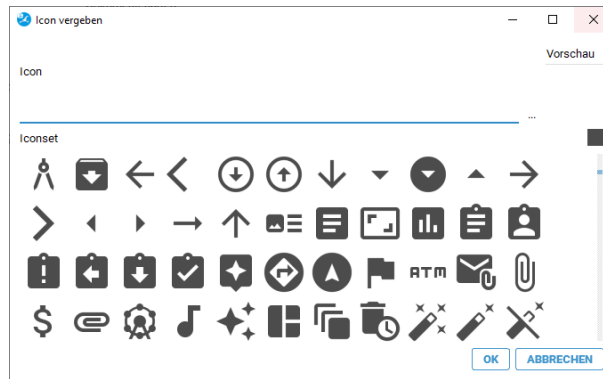 Icon vergeben
Vorschau
Icon
...
Iconset
ATM
OK
ABBRECHEN